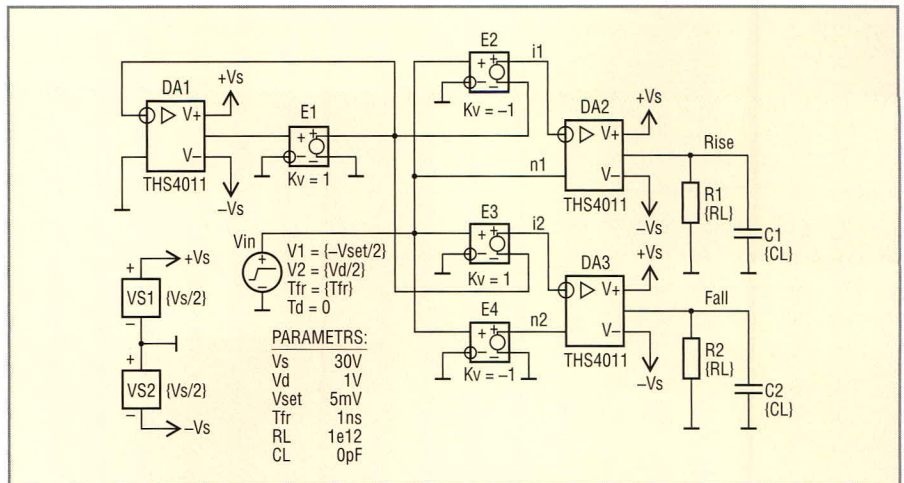 E2
i1
+ +
− −
Kv = −1
DA1
+Vs
V+
V−
THS4011
−Vs
E1
+ +
− −
Kv = 1
DA2
+Vs
V+
V−
THS4011
−Vs
n1
Rise
R1
{RL}
C1
{CL}
E3
i2
+ +
− −
Kv = 1
DA3
+Vs
V+
V−
THS4011
−Vs
Fall
R2
{RL}
C2
{CL}
E4
n2
+ +
− −
Kv = −1
Vin
V1 = {−Vset/2}
V2 = {Vd/2}
Tfr = {Tfr}
Td = 0
+
VS1
−
{Vs/2}
+Vs
+
VS2
−
{Vs/2}
−Vs
PARAMETRS:
Vs 30V
Vd 1V
Vset 5mV
Tfr 1ns
RL 1e12
CL 0pF